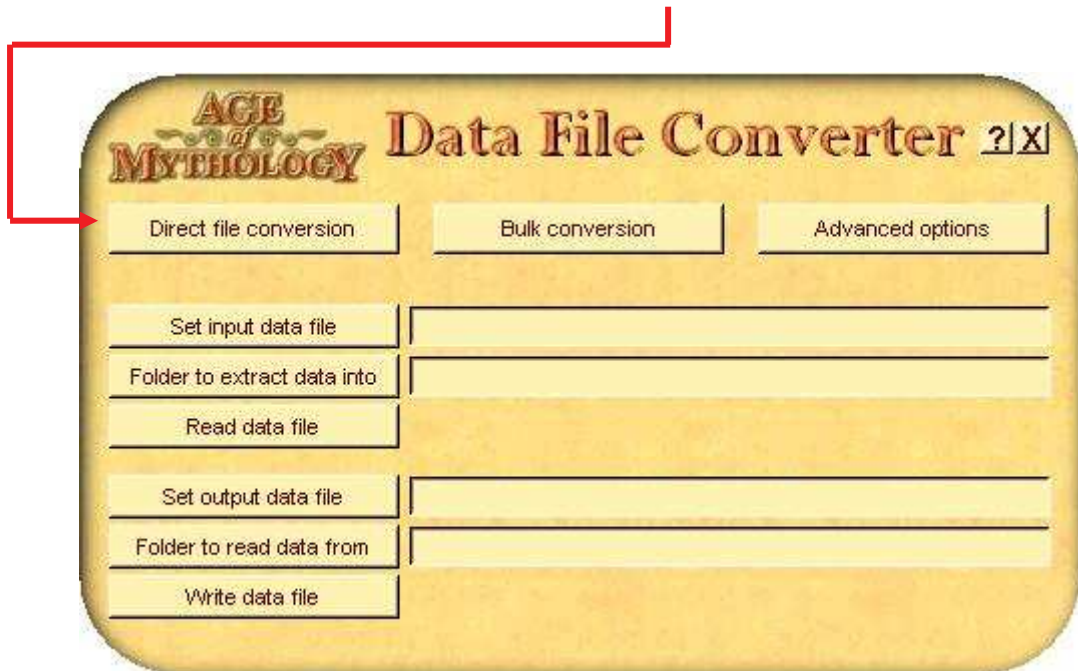 AGE
of
MYTHOLOGY
Data File Converter ? X
Direct file conversion Bulk conversion Advanced options
Set input data file
Folder to extract data into
Read data file
Set output data file
Folder to read data from
Write data file